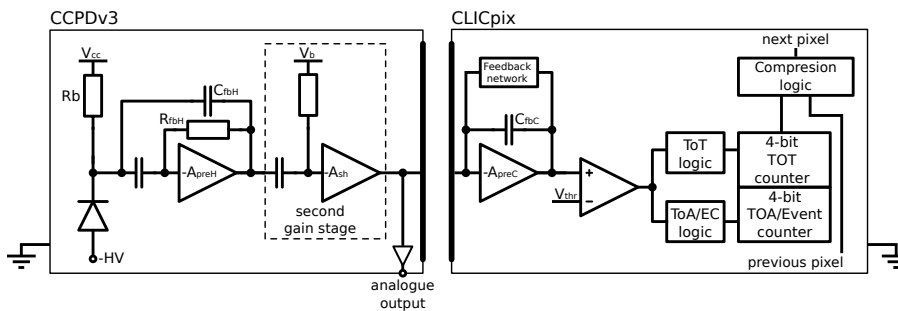 CCPDv3
CLICpix
Vcc
Rb
CfbH
RfbH
-ApreH
Vb
-Ash
second
gain stage
-HV
analogue
output
Feedback
network
CfbC
-ApreC
Vthr
+
−
ToT
logic
ToA/EC
logic
next pixel
Compresion
logic
4-bit
TOT
counter
4-bit
TOA/Event
counter
previous pixel